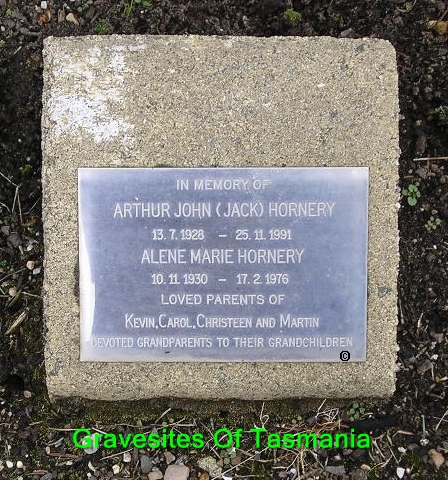 IN MEMORY OF
ARTHUR JOHN (JACK) HORNERY
13.7.1928 - 25.11.1991
ALENE MARIE HORNERY
10.11.1930 - 17.2.1976
LOVED PARENTS OF
KEVIN, CAROL, CHRISTEEN AND MARTIN
DEVOTED GRANDPARENTS TO THEIR GRANDCHILDREN
©
Gravesites Of Tasmania